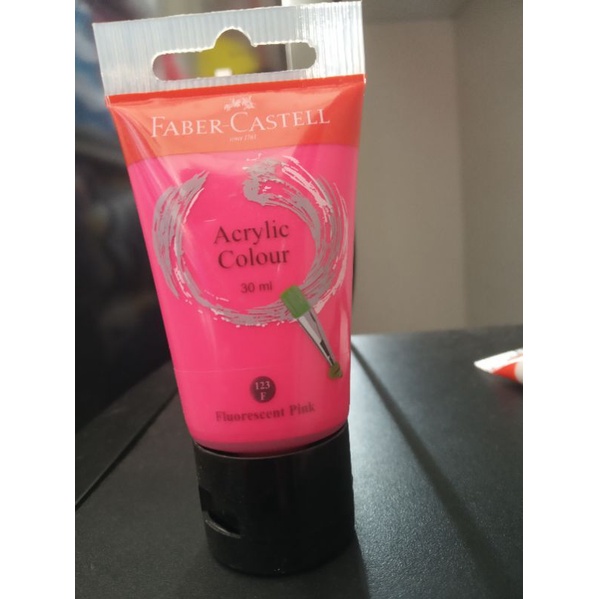 FABER-CASTELL
since 1761
Acrylic
Colour
30 ml
123
F
Fluorescent Pink